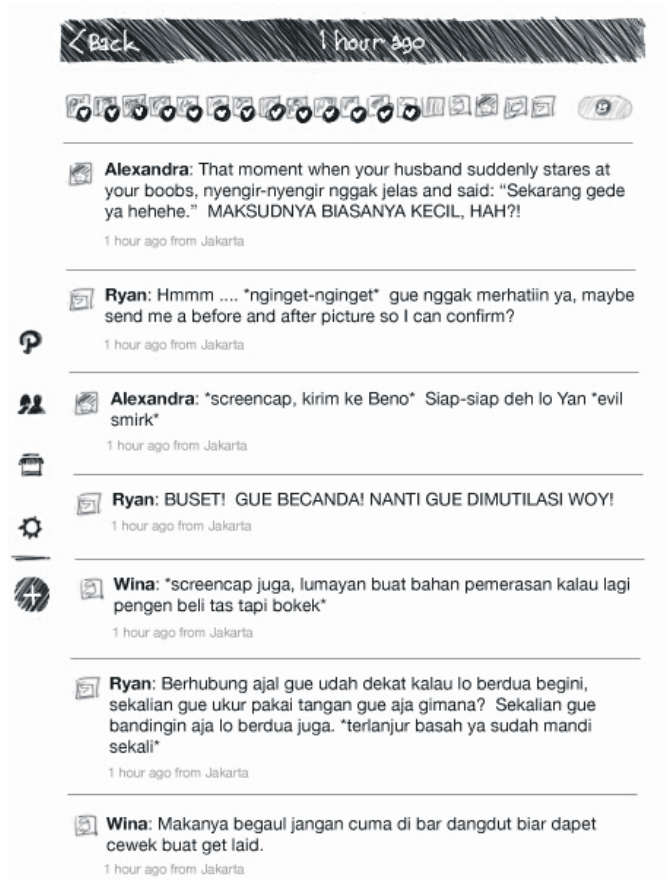 <Back 1 hour ago
Alexandra: That moment when your husband suddenly stares at
your boobs, nyengir-nyengir nggak jelas and said: “Sekarang gede
ya hehehe.” MAKSUDNYA BIASANYA KECIL, HAH?!
1 hour ago from Jakarta
Ryan: Hmmm .... *nginget-nginget* gue nggak merhatiin ya, maybe
send me a before and after picture so I can confirm?
1 hour ago from Jakarta
Alexandra: *screencap, kirim ke Beno* Siap-siap deh lo Yan *evil
smirk*
1 hour ago from Jakarta
Ryan: BUSET! GUE BECANDA! NANTI GUE DIMUTILASI WOY!
1 hour ago from Jakarta
Wina: *screencap juga, lumayan buat bahan pemerasan kalau lagi
pengen beli tas tapi bokek*
1 hour ago from Jakarta
Ryan: Berhubung ajal gue udah dekat kalau lo berdua begini,
sekalian gue ukur pakai tangan gue aja gimana? Sekalian gue
bandingin aja lo berdua juga. *terlanjur basah ya sudah mandi
sekali*
1 hour ago from Jakarta
Wina: Makanya begaul jangan cuma di bar dangdut biar dapet
cewek buat get laid.
1 hour ago from Jakarta